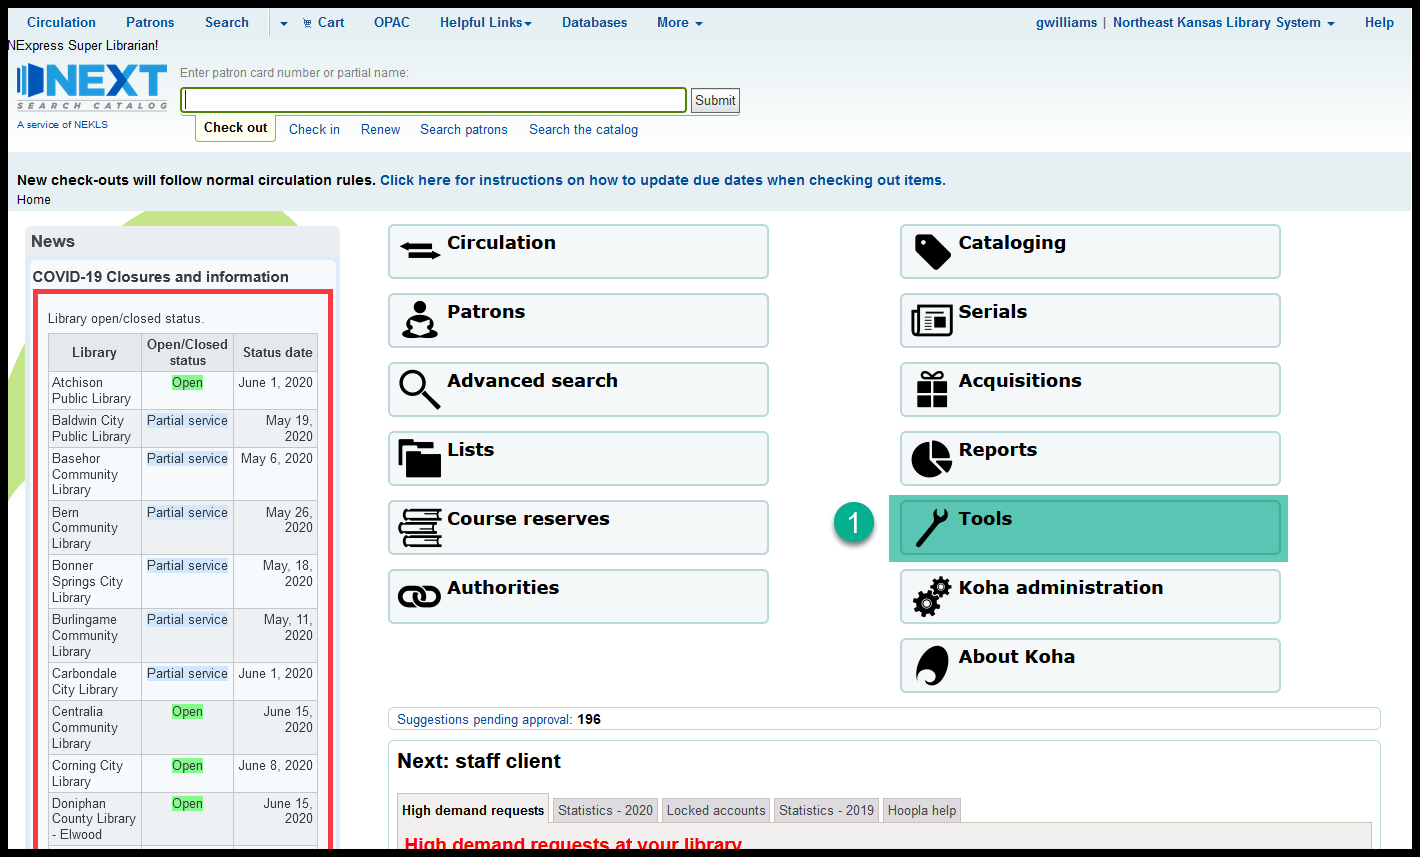 Circulation Patrons Search Cart OPAC Helpful Links Databases More gwilliams | Northeast Kansas Library System Help
NExpress Super Librarian!
NEXT
SEARCH CATALOG
A service of NEKLS
Enter patron card number or partial name:
Submit
Check out Check in Renew Search patrons Search the catalog
New check-outs will follow normal circulation rules. Click here for instructions on how to update due dates when checking out items.
Home
News
COVID-19 Closures and information
Library open/closed status.
Library Open/Closed status Status date
Atchison Public Library Open June 1, 2020
Baldwin City Public Library Partial service May 19, 2020
Basehor Community Library Partial service May 6, 2020
Bern Community Library Partial service May 26, 2020
Bonner Springs City Library Partial service May, 18, 2020
Burlingame Community Library Partial service May, 11, 2020
Carbondale City Library Partial service June 1, 2020
Centralia Community Library Open June 15, 2020
Corning City Library Open June 8, 2020
Doniphan County Library - Elwood Open June 15, 2020
Circulation
Patrons
Advanced search
Lists
Course reserves
Authorities
Cataloging
Serials
Acquisitions
Reports
1
Tools
Koha administration
About Koha
Suggestions pending approval: 196
Next: staff client
High demand requests Statistics - 2020 Locked accounts Statistics - 2019 Hoopla help
High demand requests at your library